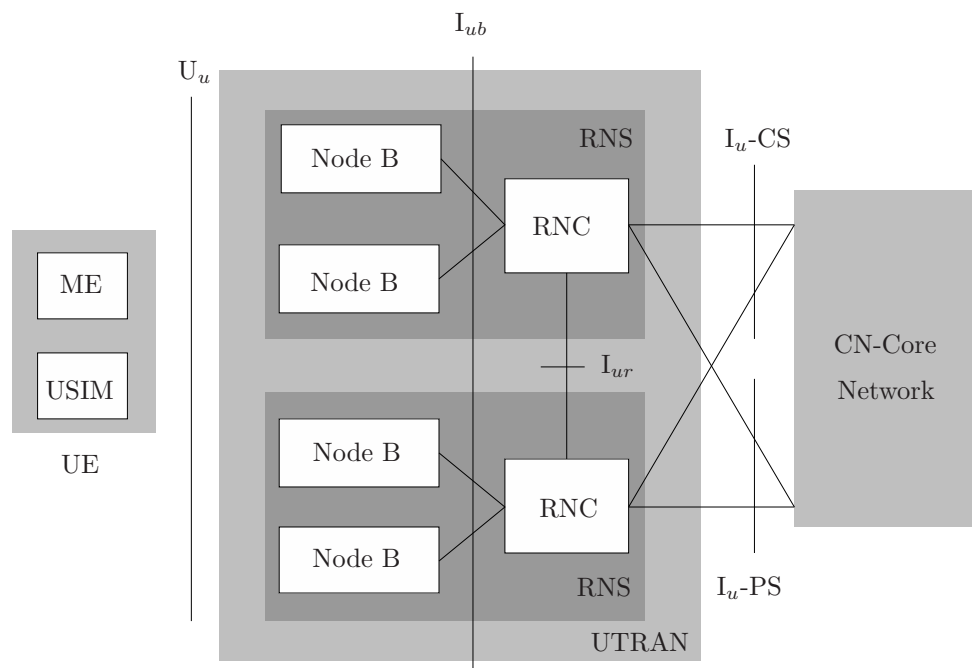 I_ub
U_u
RNS
Node B
I_u-CS
RNC
Node B
ME
CN-Core
Network
I_ur
USIM
Node B
UE
RNC
Node B
I_u-PS
RNS
UTRAN